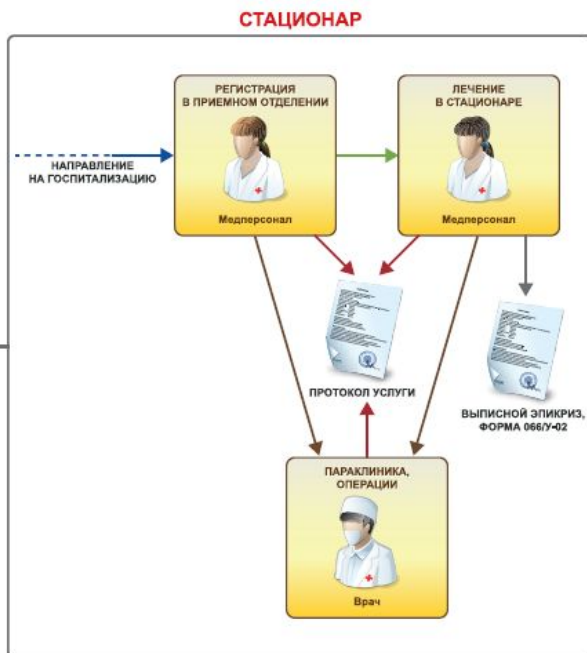 СТАЦИОНАР
РЕГИСТРАЦИЯ
В ПРИЕМНОМ ОТДЕЛЕНИИ
Медперсонал
ЛЕЧЕНИЕ
В СТАЦИОНАРЕ
Медперсонал
НАПРАВЛЕНИЕ
НА ГОСПИТАЛИЗАЦИЮ
ПРОТОКОЛ УСЛУГИ
ВЫПИСНОЙ ЭПИКРИЗ,
ФОРМА 066/У-02
ПАРАКЛИНИКА,
ОПЕРАЦИИ
Врач